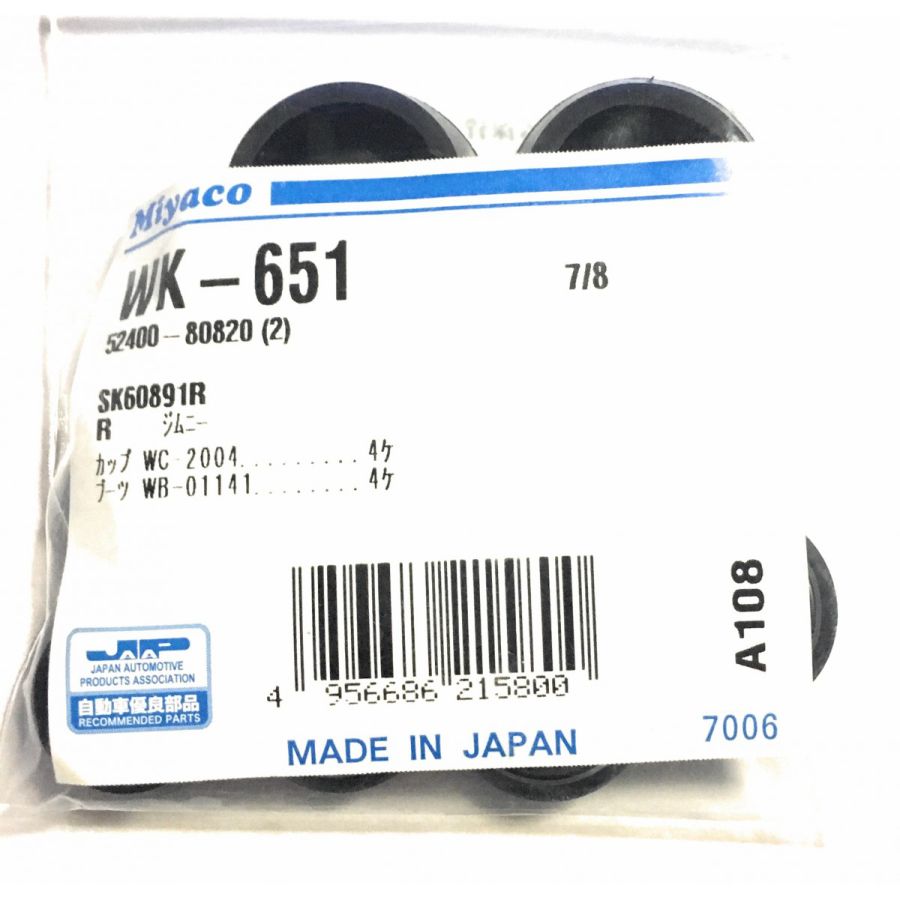 Miyaco
WK-651 7/8
52400-80820 (2)
SK60891R
R ジムニー
カップ WC-2004.......... 4ケ
ブーツ WB-01141......... 4ケ
A108
4 956686 215800
JAPA
JAPAN AUTOMOTIVE
PRODUCTS ASSOCIATION
自動車優良部品
RECOMMENDED PARTS
MADE IN JAPAN
7006